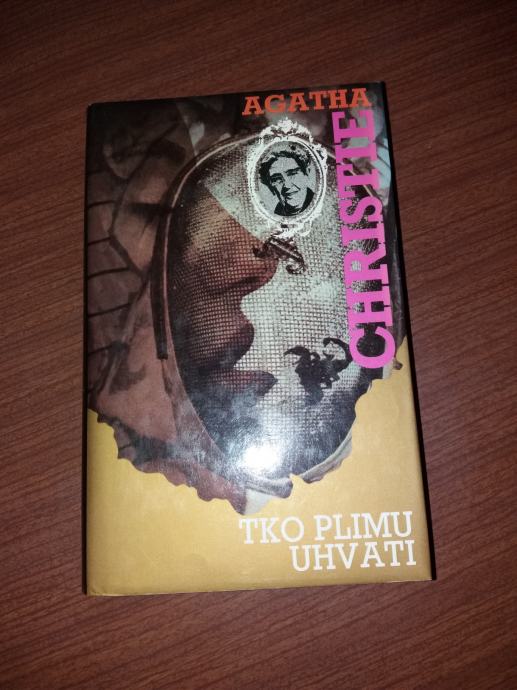 AGATHA
CHRISTIE
TKO PLIMU
UHVATI